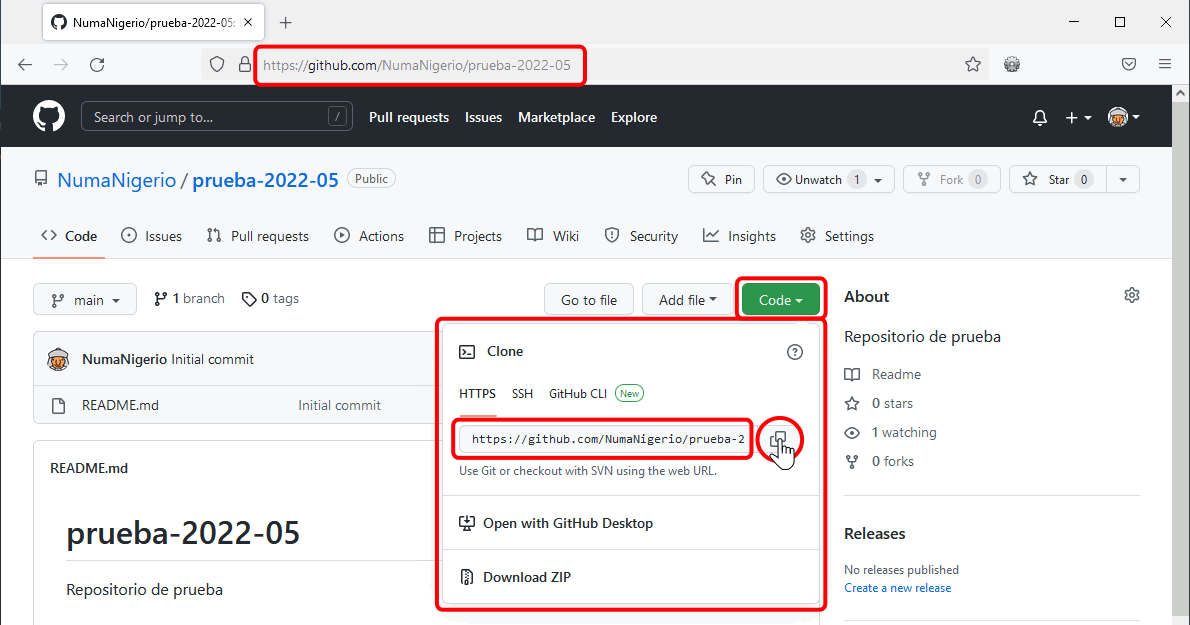 NumaNigerio/prueba-2022-05:
https://github.com/NumaNigerio/prueba-2022-05
Search or jump to... / Pull requests Issues Marketplace Explore
NumaNigerio / prueba-2022-05 Public
Pin Unwatch 1 Fork 0 Star 0
Code Issues Pull requests Actions Projects Wiki Security Insights Settings
main 1 branch 0 tags Go to file Add file Code
NumaNigerio Initial commit
README.md Initial commit
README.md
prueba-2022-05
Repositorio de prueba
Clone
HTTPS SSH GitHub CLI New
https://github.com/NumaNigerio/prueba-2
Use Git or checkout with SVN using the web URL.
Open with GitHub Desktop
Download ZIP
About
Repositorio de prueba
Readme
0 stars
1 watching
0 forks
Releases
No releases published
Create a new release